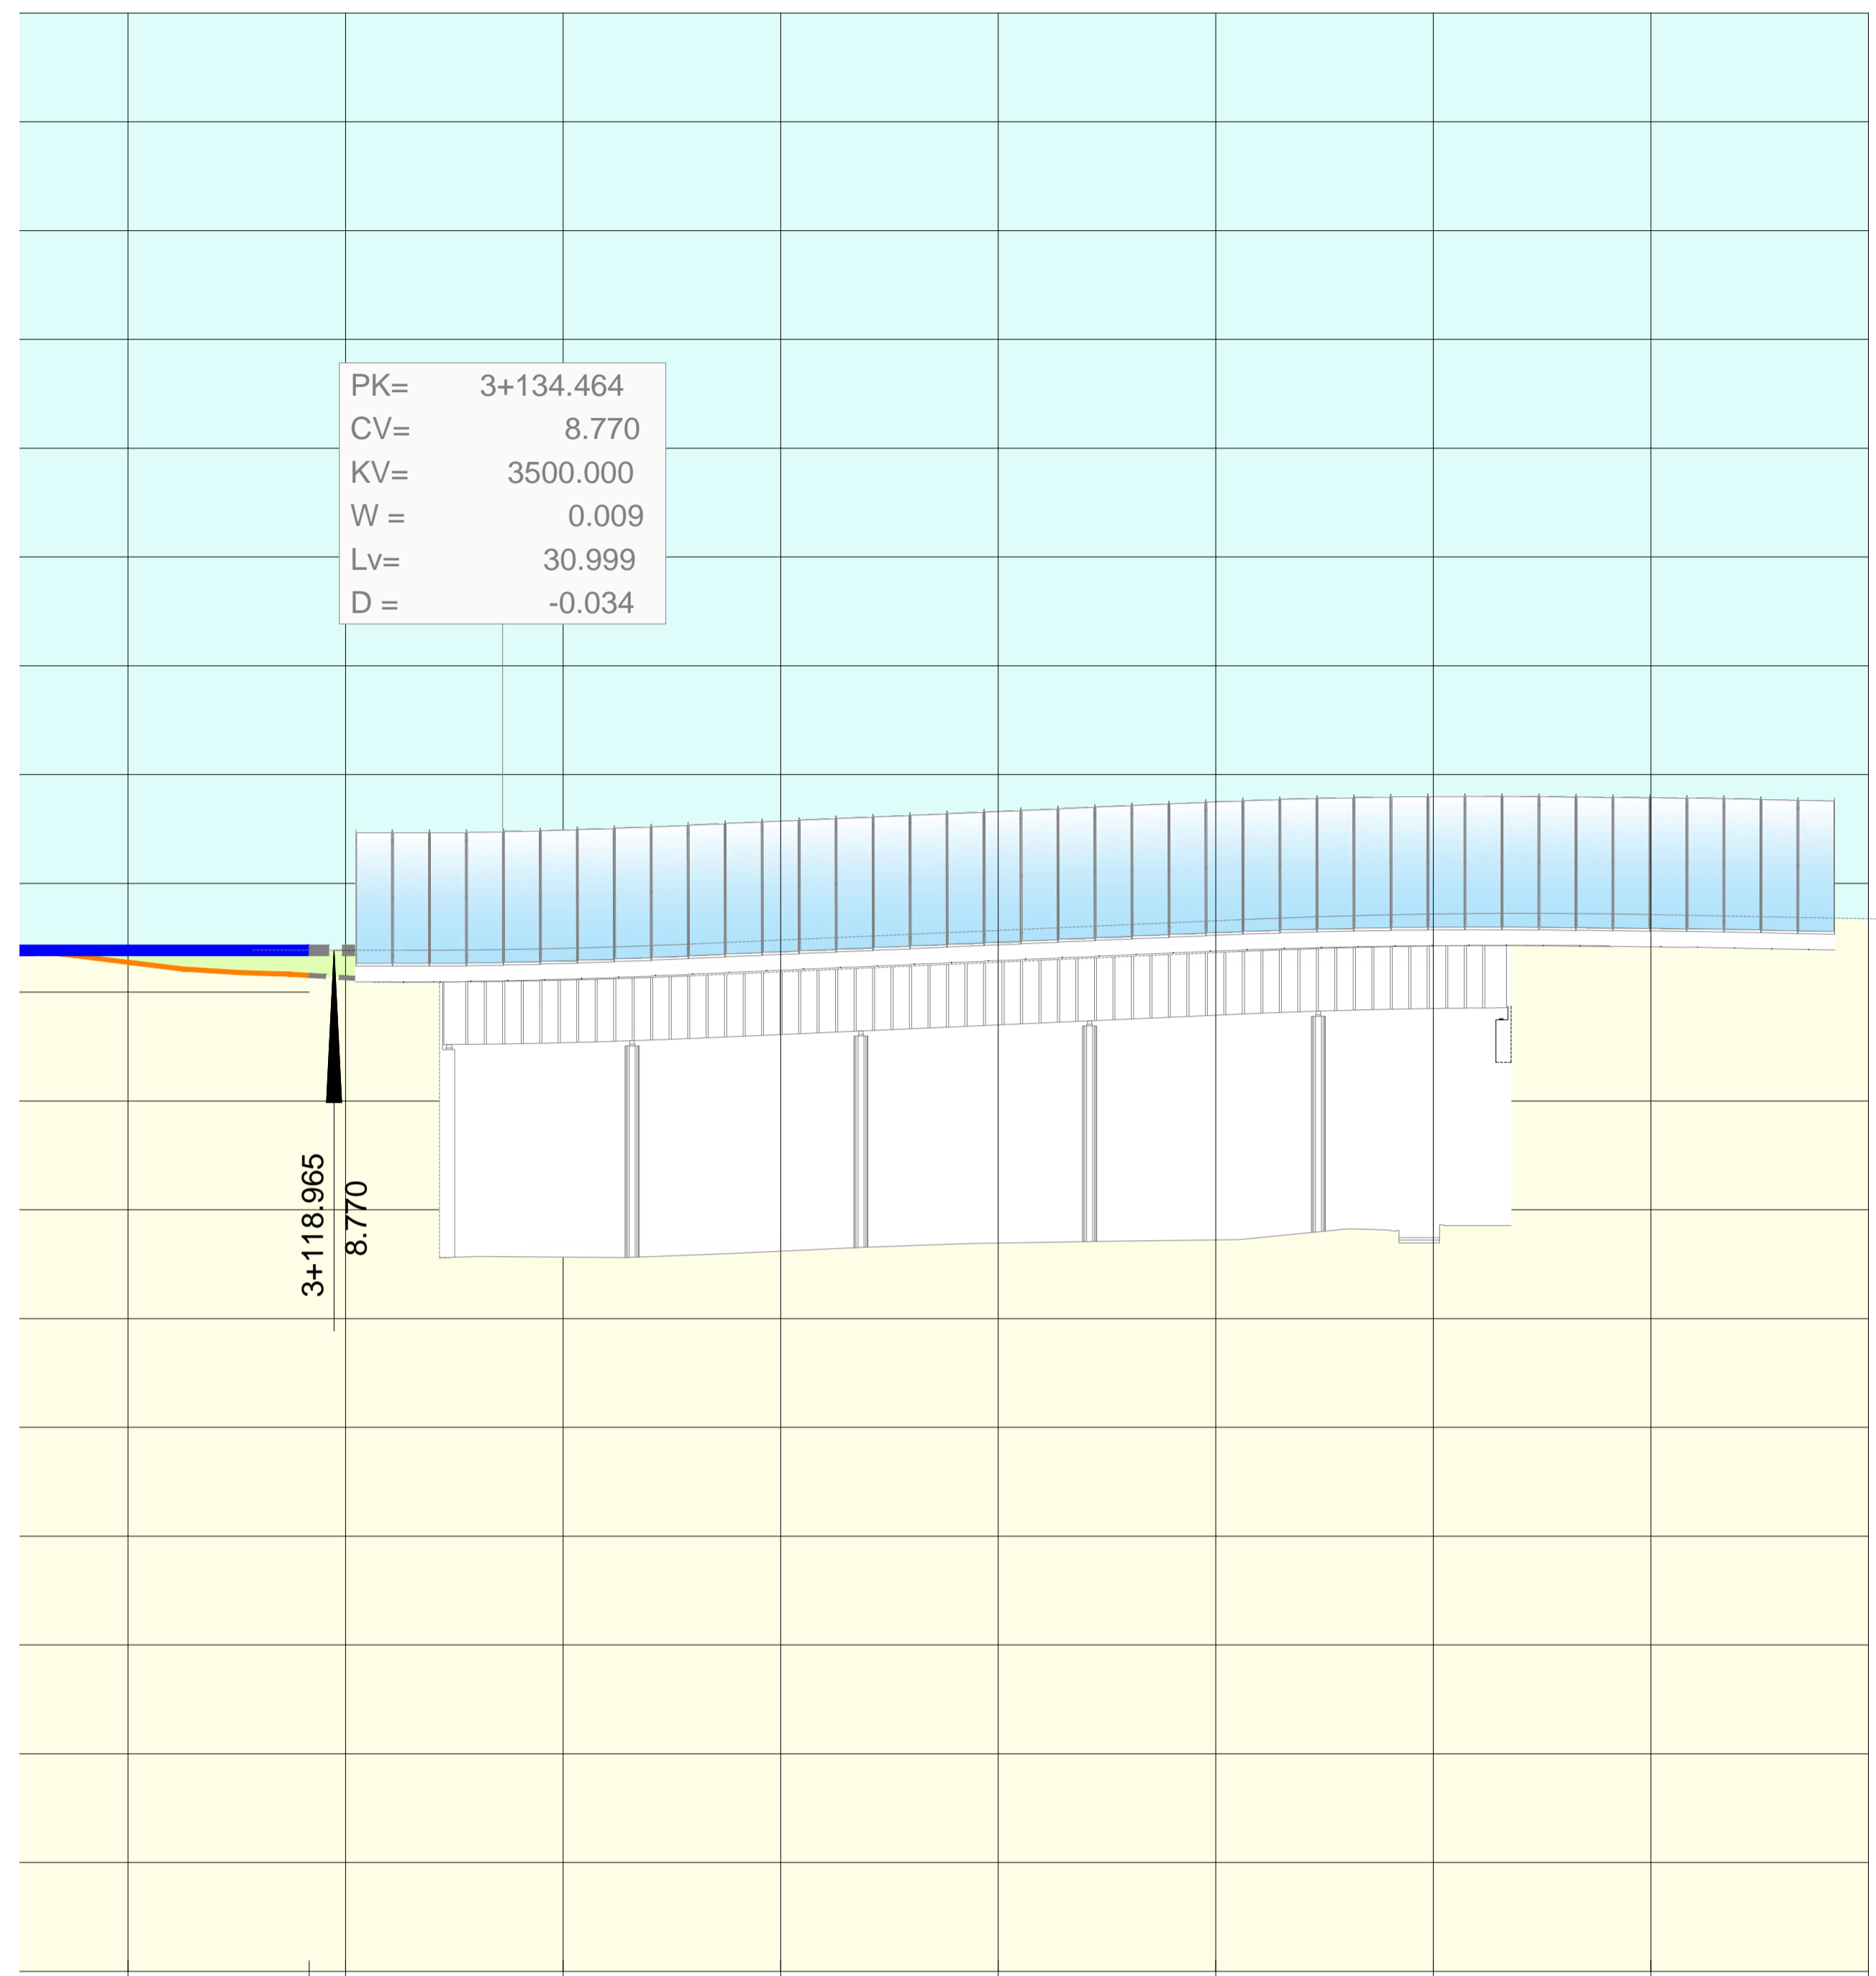 PK= 3+134.464
CV= 8.770
KV= 3500.000
W = 0.009
Lv= 30.999
D = -0.034
3+118.965
8.770